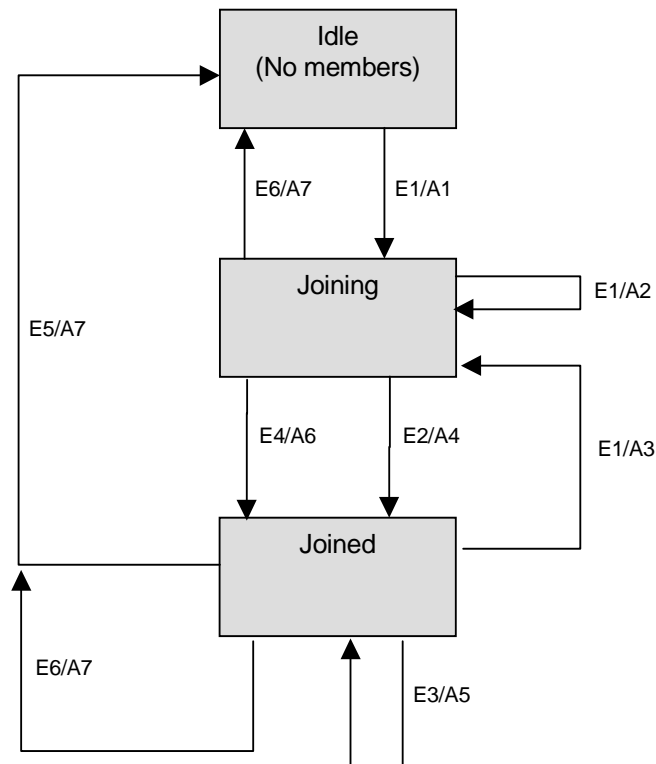 Idle
(No members)
E6/A7
E1/A1
Joining
E1/A2
E5/A7
E4/A6
E2/A4
E1/A3
Joined
E6/A7
E3/A5